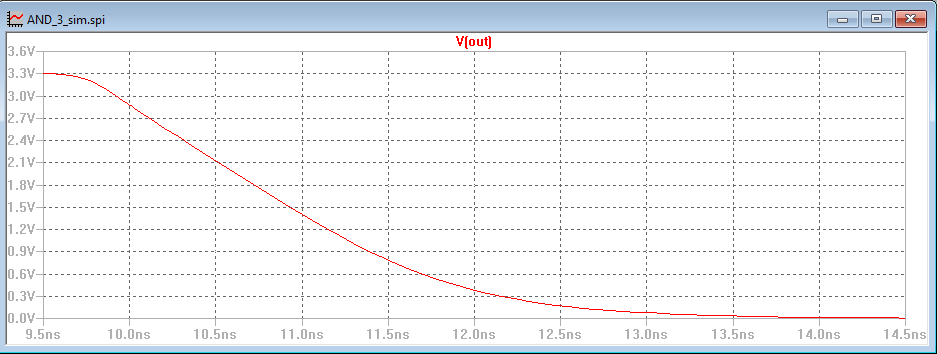 AND_3_sim.spi
V(out)
3.6V
3.3V
3.0V
2.7V
2.4V
2.1V
1.8V
1.5V
1.2V
0.9V
0.6V
0.3V
0.0V
9.5ns 10.0ns 10.5ns 11.0ns 11.5ns 12.0ns 12.5ns 13.0ns 13.5ns 14.0ns 14.5ns